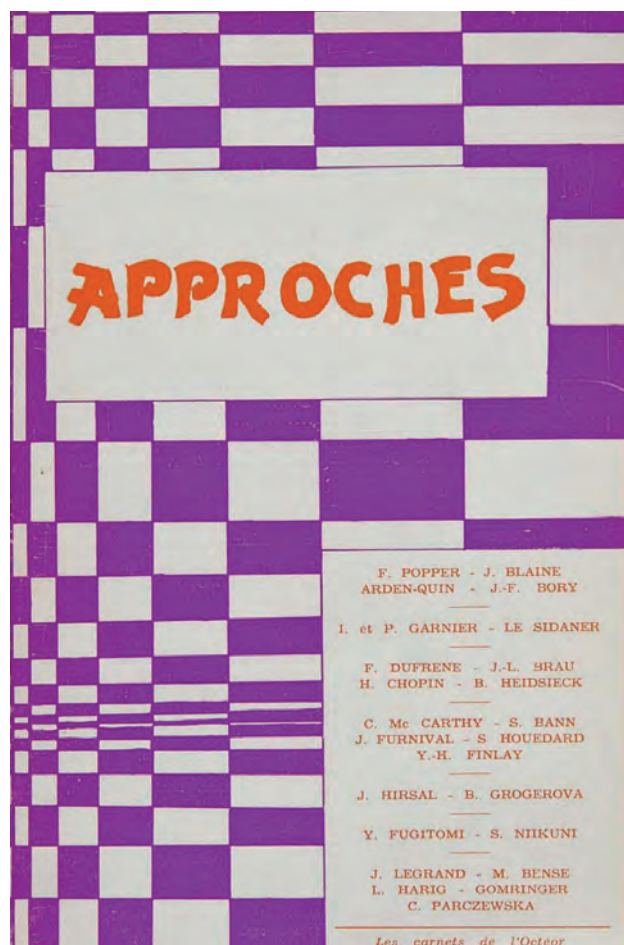 APPROCHES
F. POPPER - J. BLAINE
ARDEN-QUIN - J.-F. BORY
I. et P. GARNIER - LE SIDANER
F. DUFRENE - J.-L. BRAU
H. CHOPIN - B. HEIDSIECK
C. Mc CARTHY - S. BANN
J. FURNIVAL - S HOUEDARD
Y.-H. FINLAY
J. HIRSAL - B. GROGEROVA
Y. FUGITOMI - S. NIIKUNI
J. LEGRAND - M. BENSE
L. HARIG - GOMRINGER
C. PARCZEWSKA
Les carnets de l'Octéor